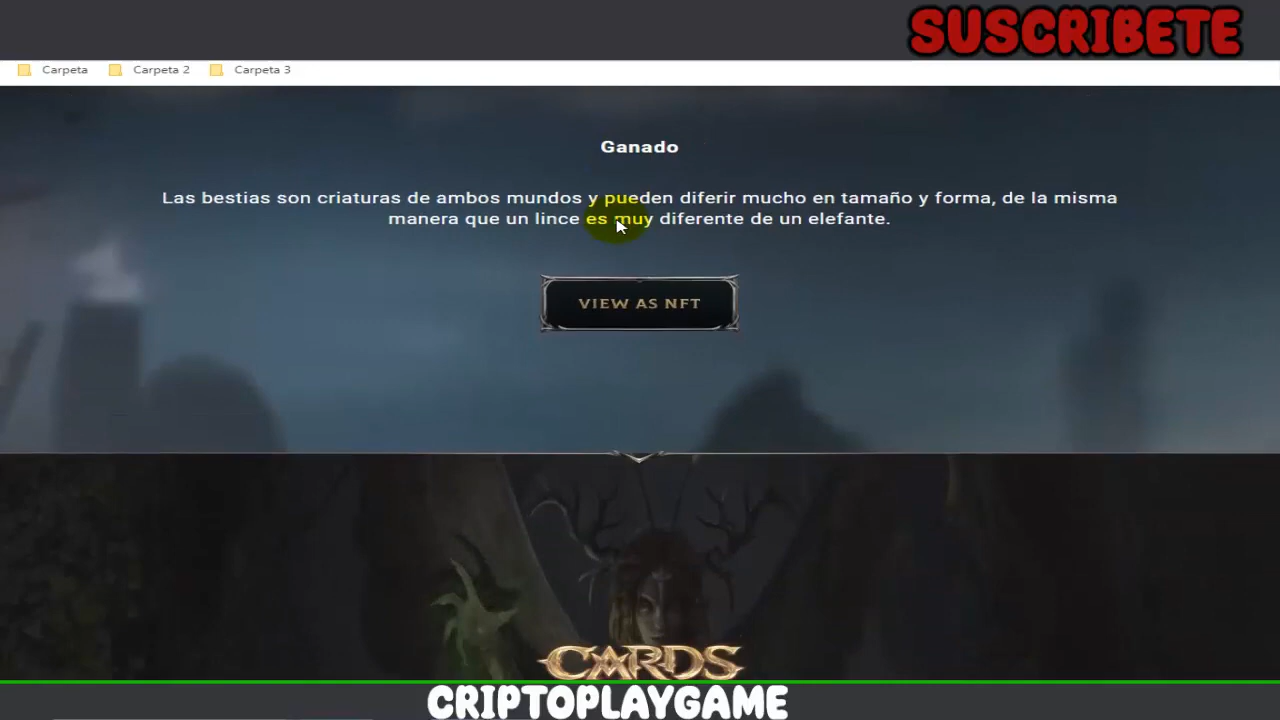 SUSCRIBETE
Carpeta Carpeta 2 Carpeta 3
Ganado
Las bestias son criaturas de ambos mundos y pueden diferir mucho en tamaño y forma, de la misma
manera que un lince es muy diferente de un elefante.
VIEW AS NFT
CARDS
CRIPTOPLAYGAME